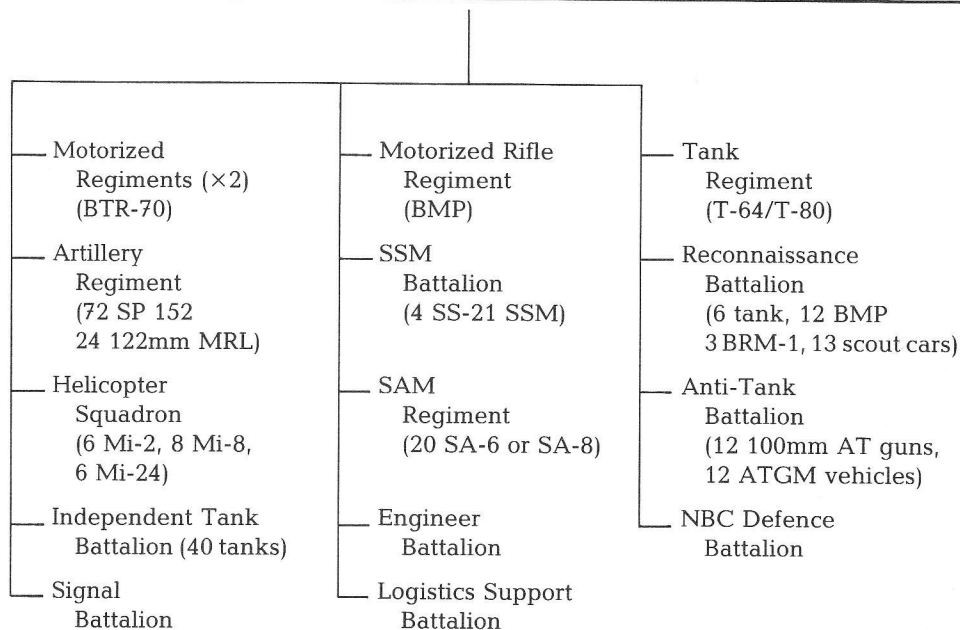 Motorized
Regiments (×2)
(BTR-70)
Artillery
Regiment
(72 SP 152
24 122mm MRL)
Helicopter
Squadron
(6 Mi-2, 8 Mi-8,
6 Mi-24)
Independent Tank
Battalion (40 tanks)
Signal
Battalion
Motorized Rifle
Regiment
(BMP)
SSM
Battalion
(4 SS-21 SSM)
SAM
Regiment
(20 SA-6 or SA-8)
Engineer
Battalion
Logistics Support
Battalion
Tank
Regiment
(T-64/T-80)
Reconnaissance
Battalion
(6 tank, 12 BMP
3 BRM-1, 13 scout cars)
Anti-Tank
Battalion
(12 100mm AT guns,
12 ATGM vehicles)
NBC Defence
Battalion